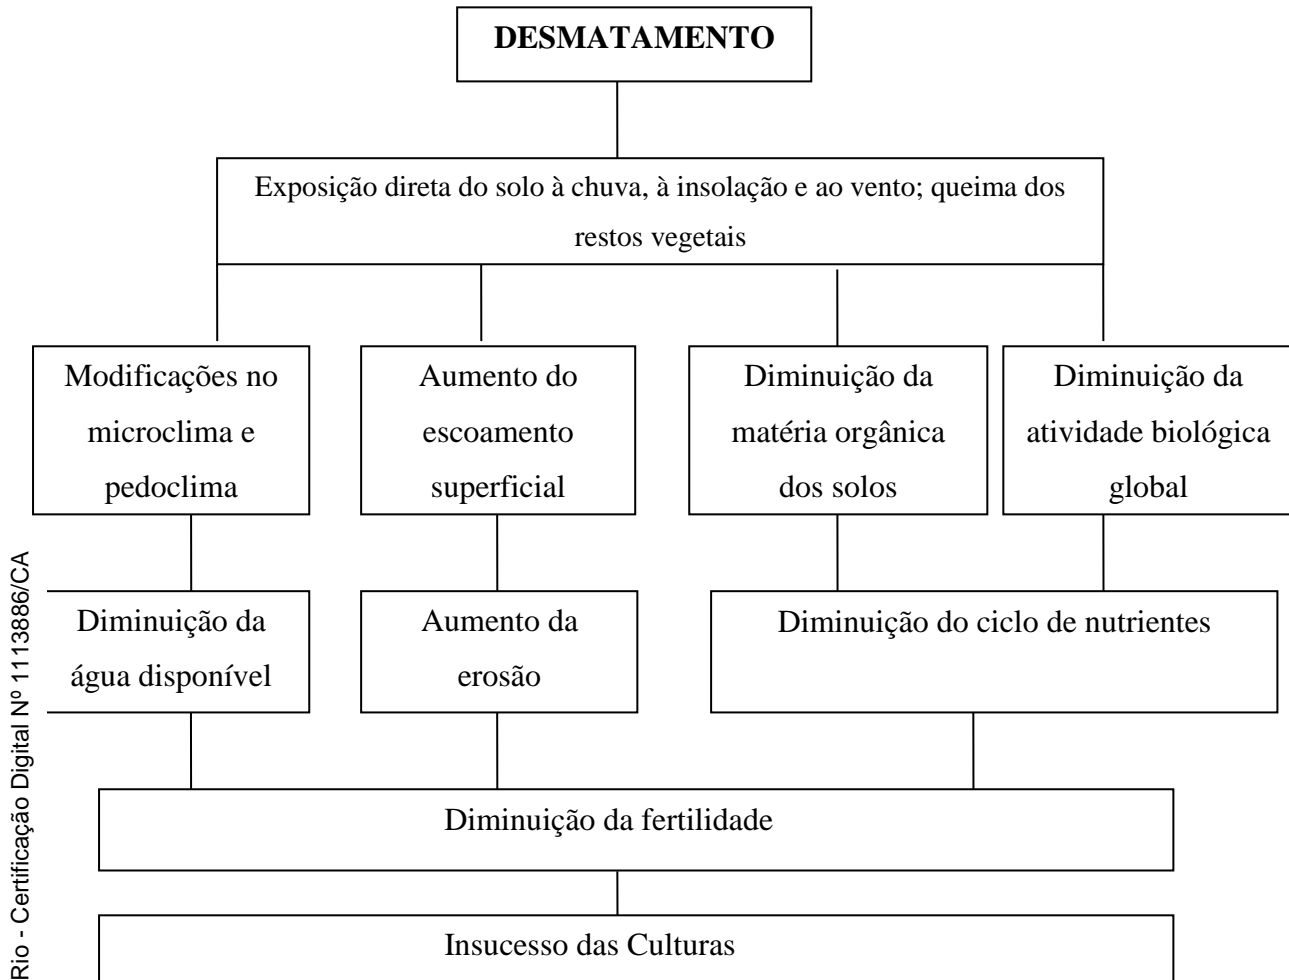 DESMATAMENTO
Exposição direta do solo à chuva, à insolação e ao vento; queima dos
restos vegetais
Modificações no
microclima e
pedoclima
Aumento do
escoamento
superficial
Diminuição da
matéria orgânica
dos solos
Diminuição da
atividade biológica
global
Diminuição da
água disponível
Aumento da
erosão
Diminuição do ciclo de nutrientes
Diminuição da fertilidade
Insucesso das Culturas
Rio - Certificação Digital Nº 1113886/CA